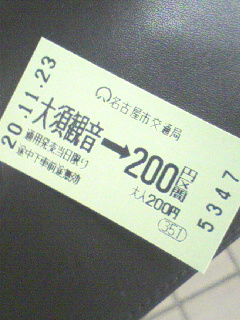 名古屋市交通局
20.11.23
大須観音→200円区間
通用発売当日限り
途中下車前途無効
大人200円
5347
351